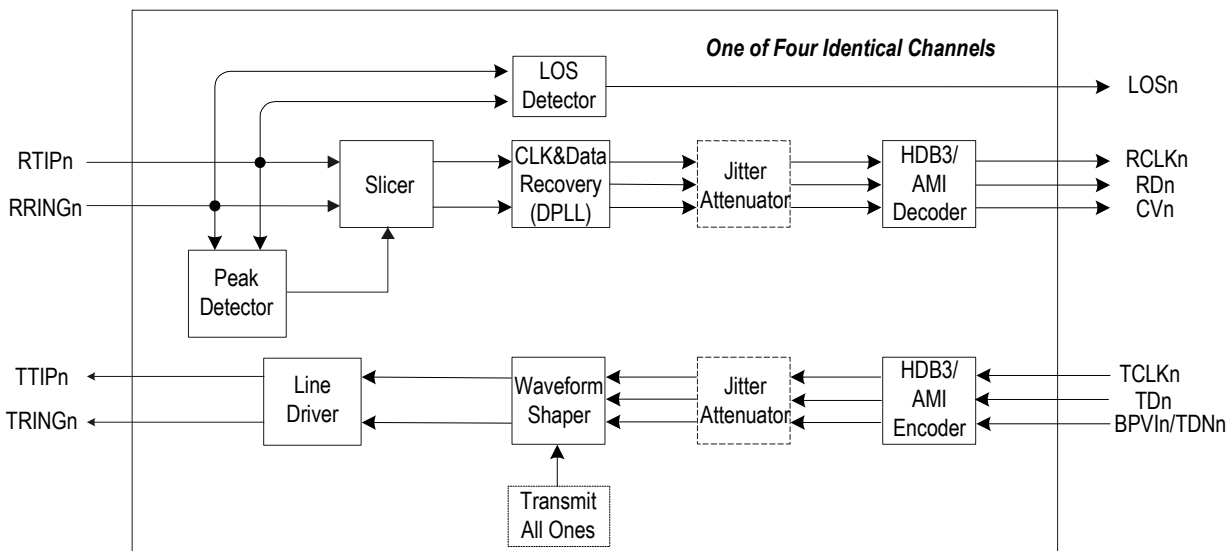 One of Four Identical Channels
LOS
Detector
LOSn
RTIPn
RRINGn
Slicer
CLK&Data
Recovery
(DPLL)
Jitter
Attenuator
HDB3/
AMI
Decoder
RCLKn
RDn
CVn
Peak
Detector
TTIPn
TRINGn
Line
Driver
Waveform
Shaper
Jitter
Attenuator
HDB3/
AMI
Encoder
TCLKn
TDn
BPVIn/TDNn
Transmit
All Ones